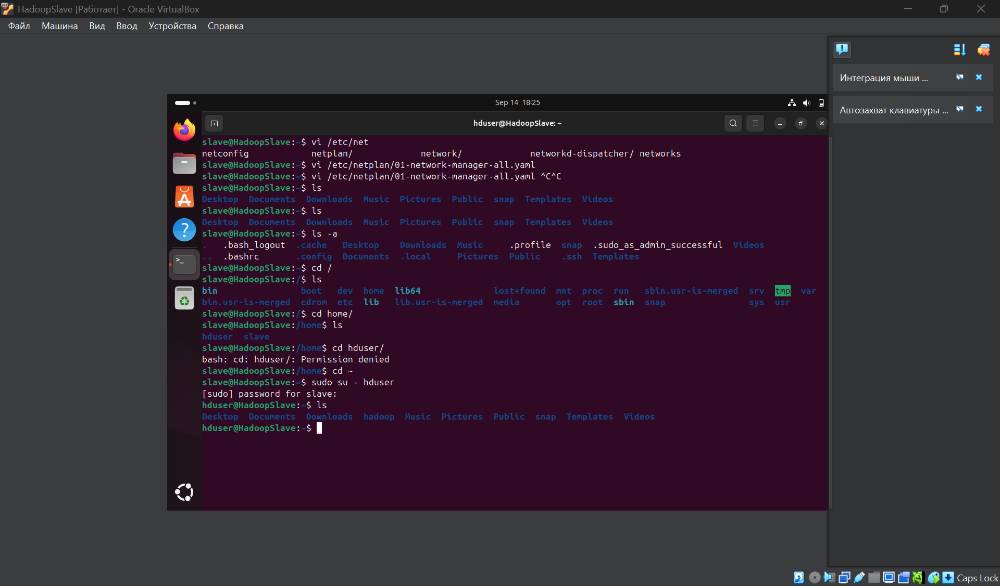 HadoopSlave [Работает] - Oracle VirtualBox
Файл Машина Вид Ввод Устройства Справка
Интеграция мыши ...
Автозахват клавиатуры ...
Sep 14 18:25
hduser@HadoopSlave: ~
slave@HadoopSlave:~$ vi /etc/net
netconfig netplan/ network/ networkd-dispatcher/ networks
slave@HadoopSlave:~$ vi /etc/netplan/01-network-manager-all.yaml
slave@HadoopSlave:~$ vi /etc/netplan/01-network-manager-all.yaml ^C^C
slave@HadoopSlave:~$ ls
Desktop Documents Downloads Music Pictures Public snap Templates Videos
slave@HadoopSlave:~$ ls
Desktop Documents Downloads Music Pictures Public snap Templates Videos
slave@HadoopSlave:~$ ls -a
. .bash_logout .cache Desktop Downloads Music .profile snap .sudo_as_admin_successful Videos
.. .bashrc .config Documents .local Pictures Public .ssh Templates
slave@HadoopSlave:~$ cd /
slave@HadoopSlave:/$ ls
bin boot dev home lib64 lost+found mnt proc run sbin.usr-is-merged srv tmp var
bin.usr-is-merged cdrom etc lib lib.usr-is-merged media opt root sbin snap sys usr
slave@HadoopSlave:/$ cd home/
slave@HadoopSlave:/home$ ls
hduser slave
slave@HadoopSlave:/home$ cd hduser/
bash: cd: hduser/: Permission denied
slave@HadoopSlave:/home$ cd ~
slave@HadoopSlave:~$ sudo su - hduser
[sudo] password for slave:
hduser@HadoopSlave:~$ ls
Desktop Documents Downloads hadoop Music Pictures Public snap Templates Videos
hduser@HadoopSlave:~$
Caps Lock